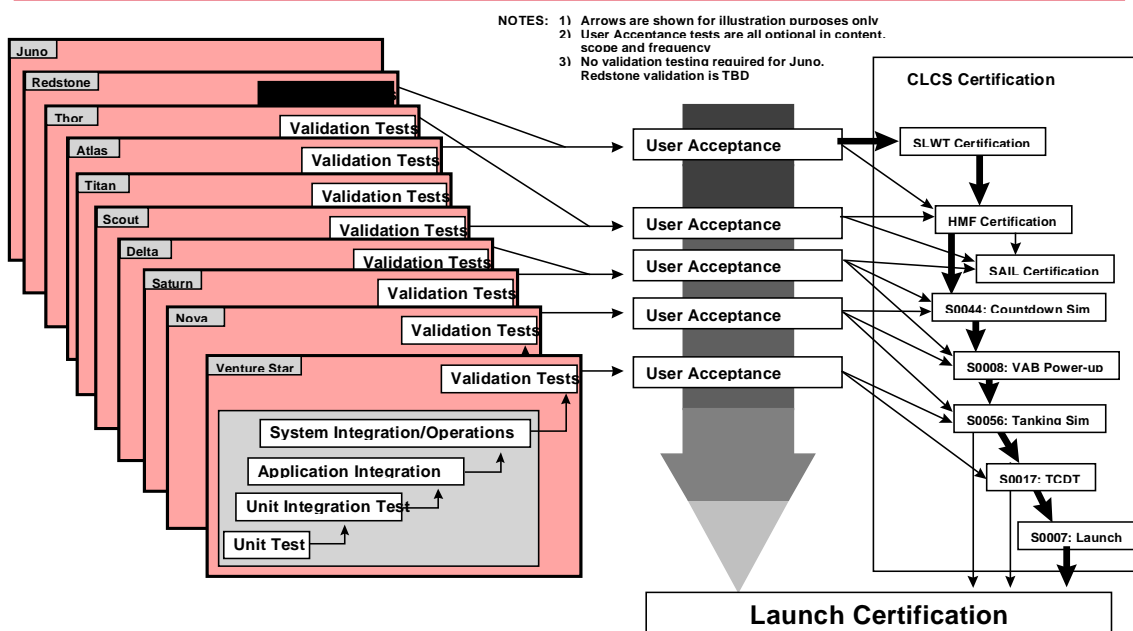 NOTES: 1) Arrows are shown for illustration purposes only
2) User Acceptance tests are all optional in content,
scope and frequency
3) No validation testing required for Juno.
Redstone validation is TBD
Juno
Redstone
Thor
Validation Tests
Atlas
Validation Tests
Titan
Validation Tests
Scout
Validation Tests
Delta
Validation Tests
Saturn
Validation Tests
Nova
Validation Tests
Venture Star
Validation Tests
System Integration/Operations
Application Integration
Unit Integration Test
Unit Test
User Acceptance
User Acceptance
User Acceptance
User Acceptance
User Acceptance
CLCS Certification
SLWT Certification
HMF Certification
SAIL Certification
S0044: Countdown Sim
S0008: VAB Power-up
S0056: Tanking Sim
S0017: TCDT
S0007: Launch
Launch Certification